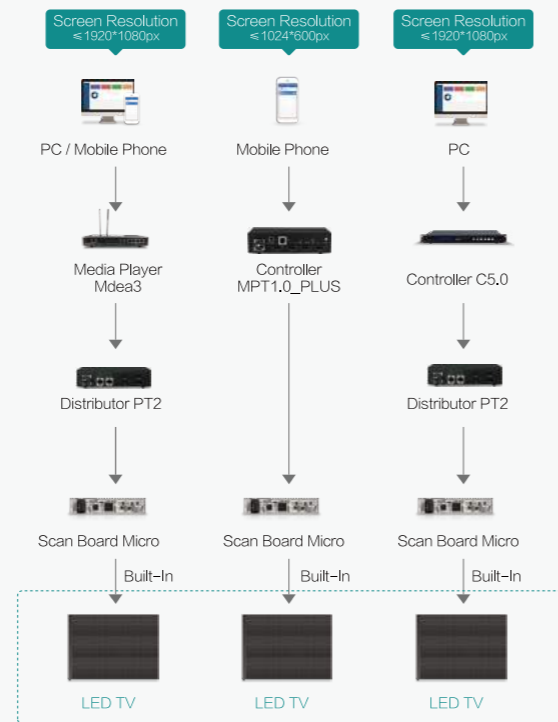 Screen Resolution
≤1920*1080px
Screen Resolution
≤1024*600px
Screen Resolution
≤1920*1080px
PC / Mobile Phone
Mobile Phone
PC
Media Player
Mdea3
Controller
MPT1.0_PLUS
Controller C5.0
Distributor PT2
Distributor PT2
Scan Board Micro
Scan Board Micro
Scan Board Micro
Built-In
Built-In
Built-In
LED TV
LED TV
LED TV